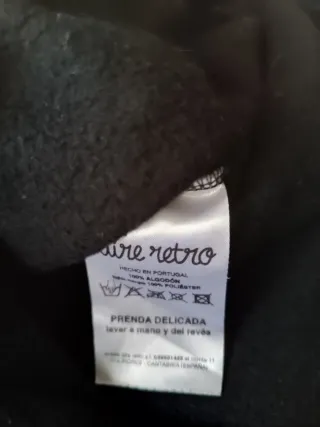 aire retro
HECHO EN PORTUGAL
100% ALGODÓN
100% POLIÉSTER
PRENDA DELICADA
lavar a mano y del revés
CANTABRIA (ESPAÑA)